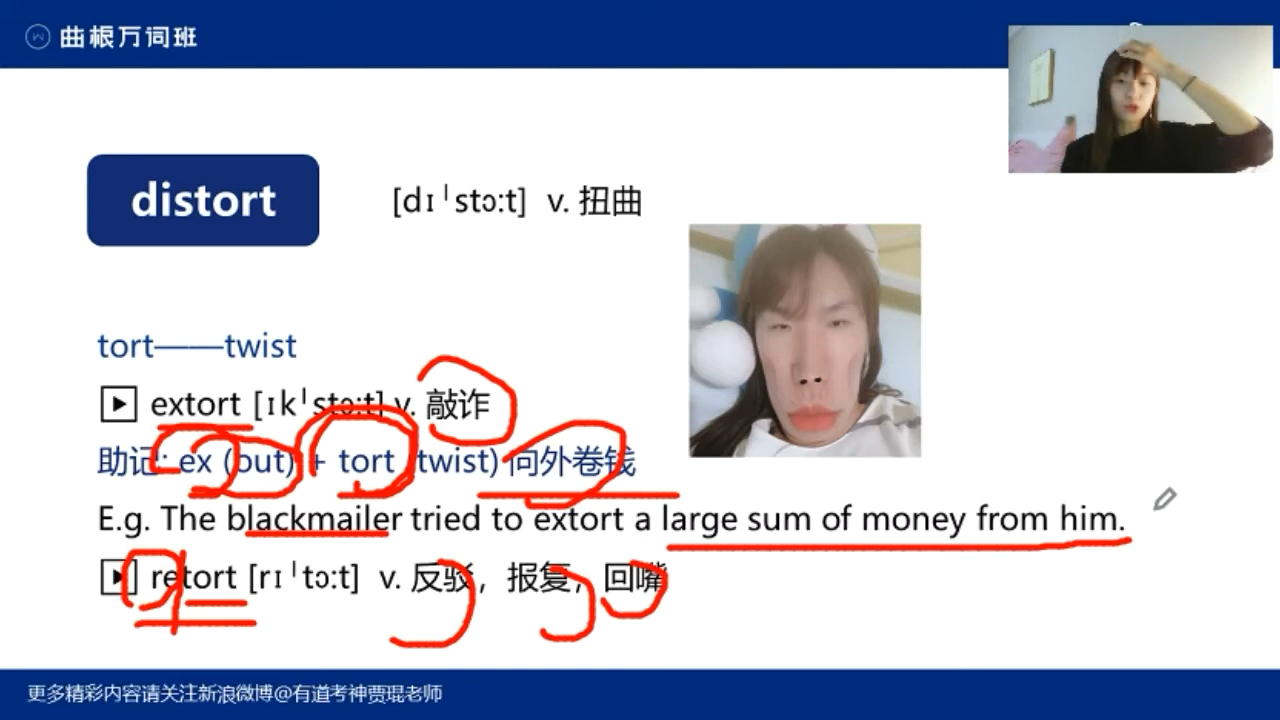 曲根万词班
distort [dɪˈstɔ:t] v. 扭曲
tort——twist
extort [ɪkˈstɔ:t] v. 敲诈
助记: ex (out) + tort (twist) 向外卷钱
E.g. The blackmailer tried to extort a large sum of money from him.
retort [rɪˈtɔ:t] v. 反驳，报复，回嘴
更多精彩内容请关注新浪微博@有道考神贾琨老师